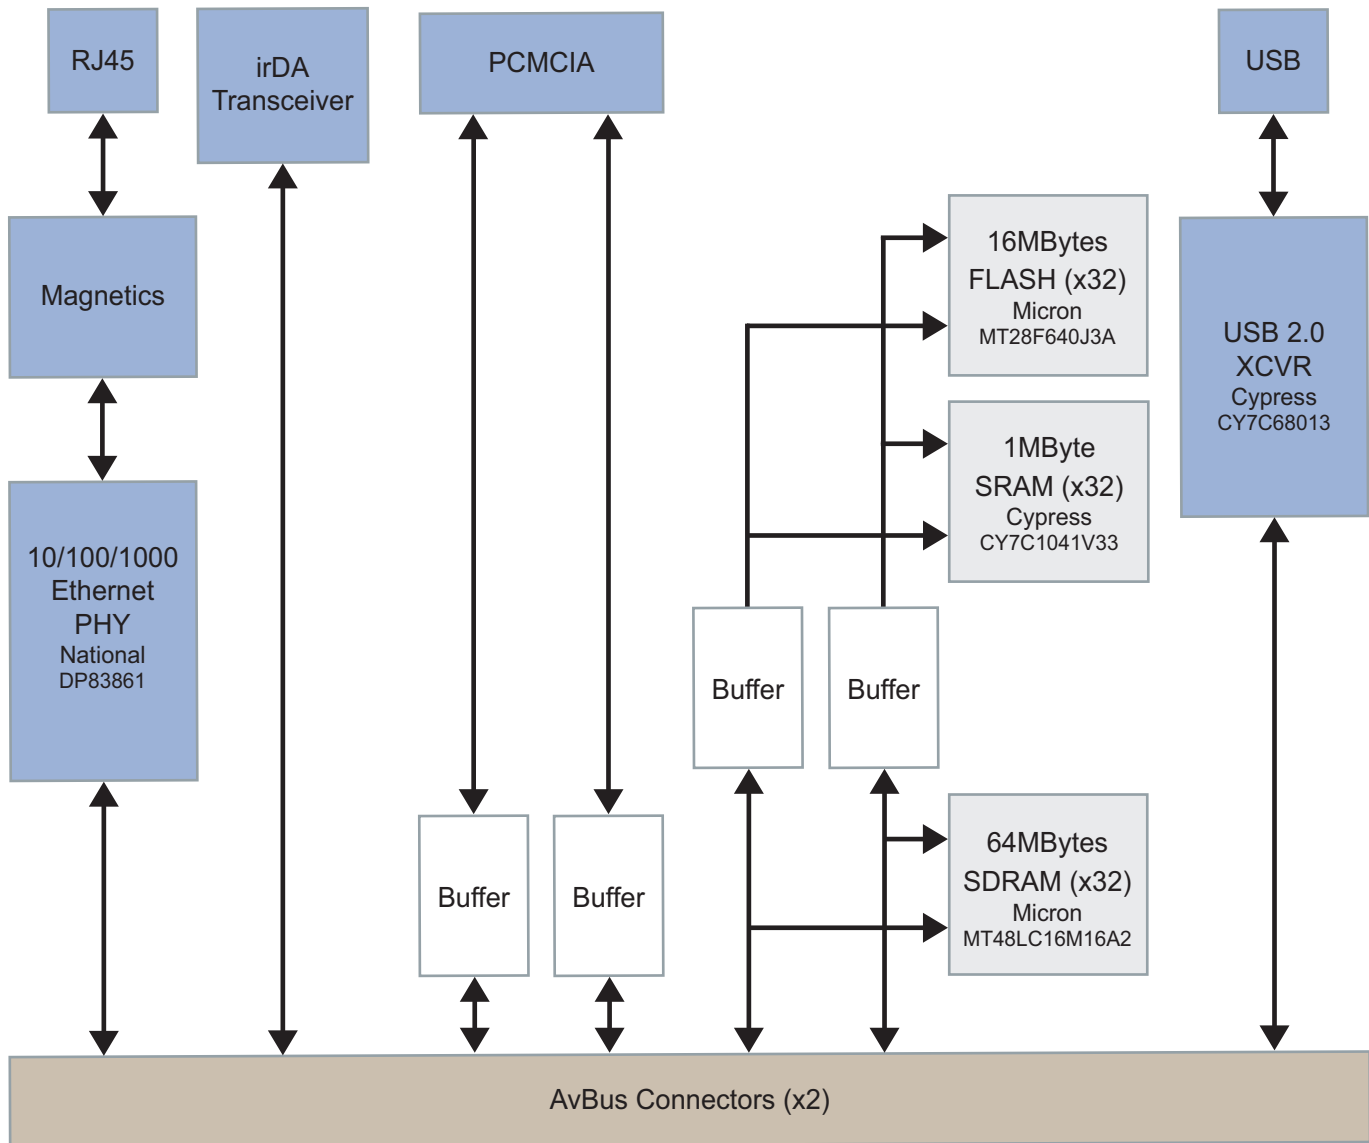 RJ45
irDA
Transceiver
PCMCIA
USB
Magnetics
16MBytes
FLASH (x32)
Micron
MT28F640J3A
USB 2.0
XCVR
Cypress
CY7C68013
1MByte
SRAM (x32)
Cypress
CY7C1041V33
10/100/1000
Ethernet
PHY
National
DP83861
Buffer
Buffer
64MBytes
SDRAM (x32)
Micron
MT48LC16M16A2
Buffer
Buffer
AvBus Connectors (x2)